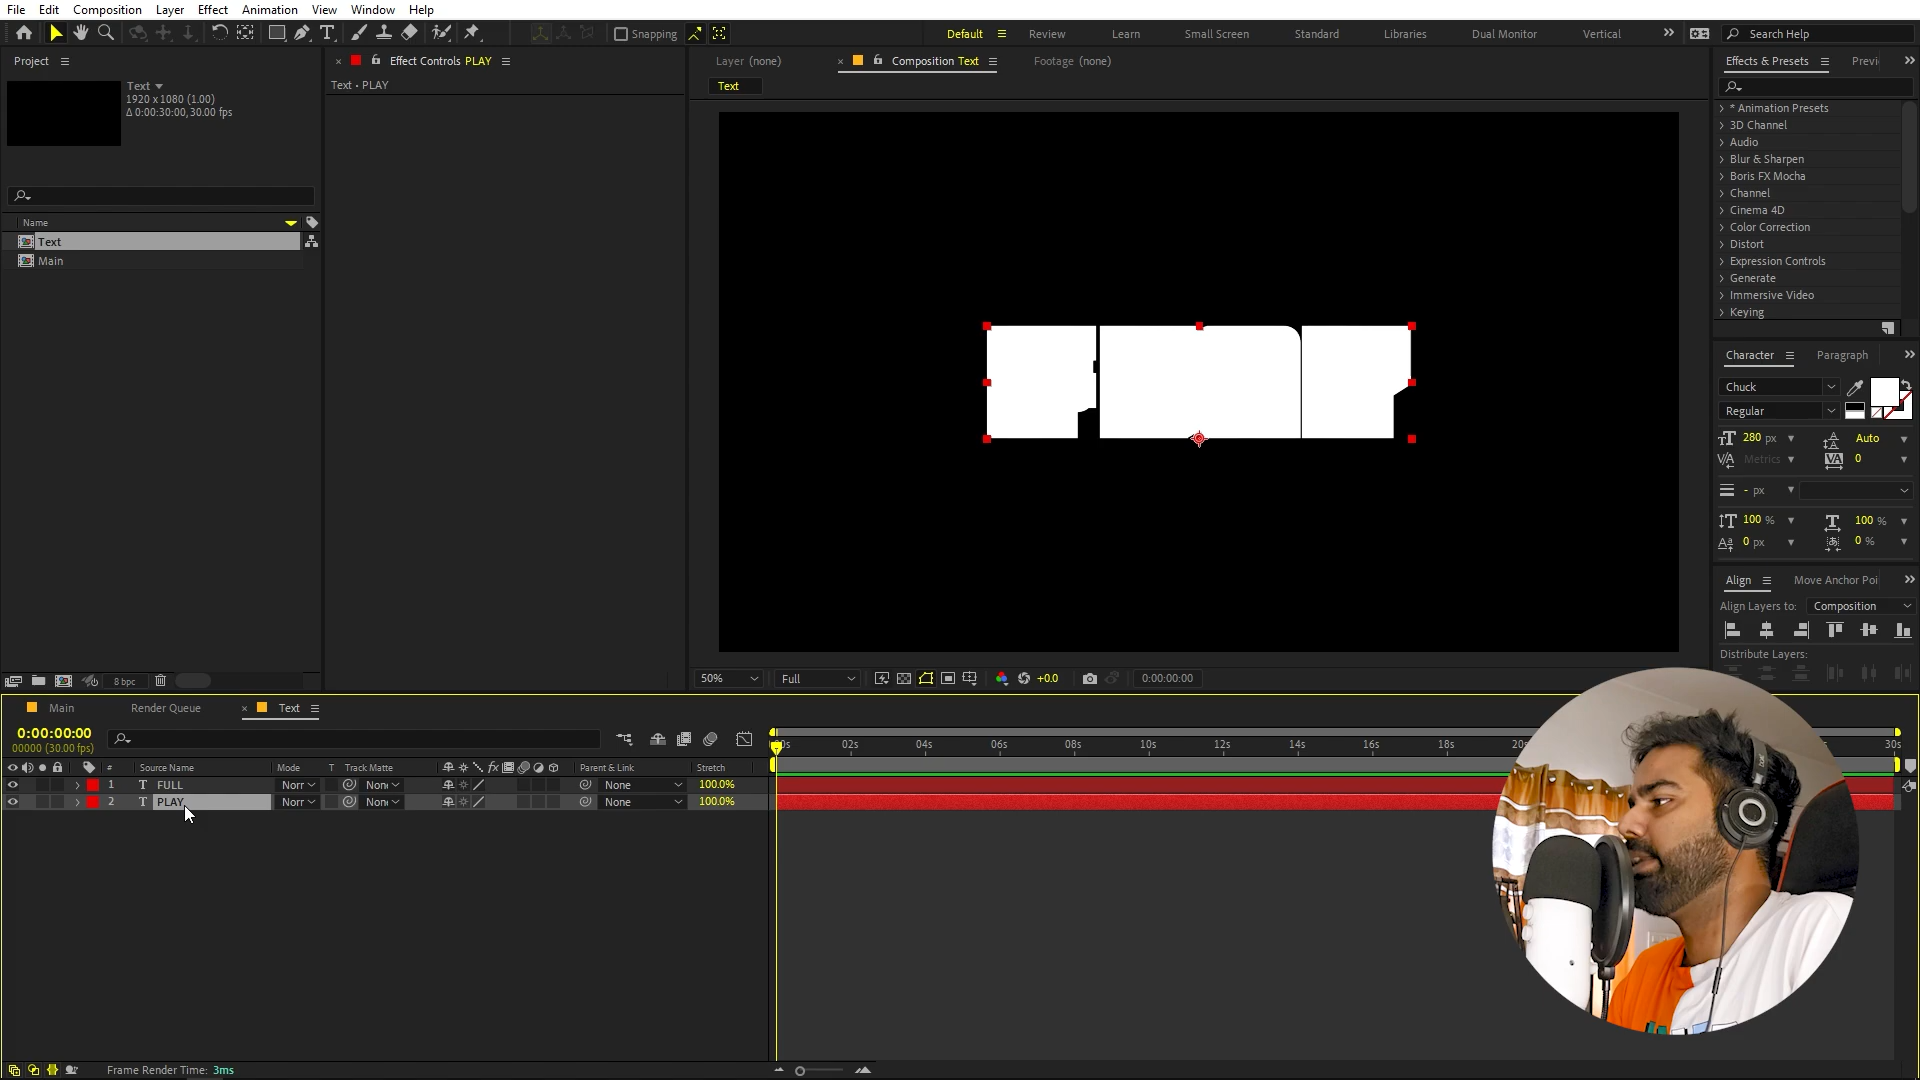 File Edit Composition Layer Effect Animation View Window Help
Snapping
Default Review Learn Small Screen Standard Libraries Dual Monitor Vertical Search Help
Project
Text
1920 x 1080 (1.00)
Δ 0:00:30:00, 30.00 fps
Name
Text
Main
8 bpc
Effect Controls PLAY
Text • PLAY
Layer (none) Composition Text Footage (none)
Text
50% Full +0.0 0:00:00:00
Effects & Presets Previ
* Animation Presets
3D Channel
Audio
Blur & Sharpen
Boris FX Mocha
Channel
Cinema 4D
Color Correction
Distort
Expression Controls
Generate
Immersive Video
Keying
Character Paragraph
Chuck
Regular
280 px Auto
Metrics 0
- px
100 % 100 %
0 px 0 %
Align Move Anchor Poi
Align Layers to: Composition
Distribute Layers:
Main Render Queue Text
0:00:00:00
00000 (30.00 fps)
02s 04s 06s 08s 10s 12s 14s 16s 18s 30s
# Source Name Mode T Track Matte Parent & Link Stretch
1 T FULL Norr None 100.0%
2 T PLAY Norr None 100.0%
Frame Render Time: 3ms